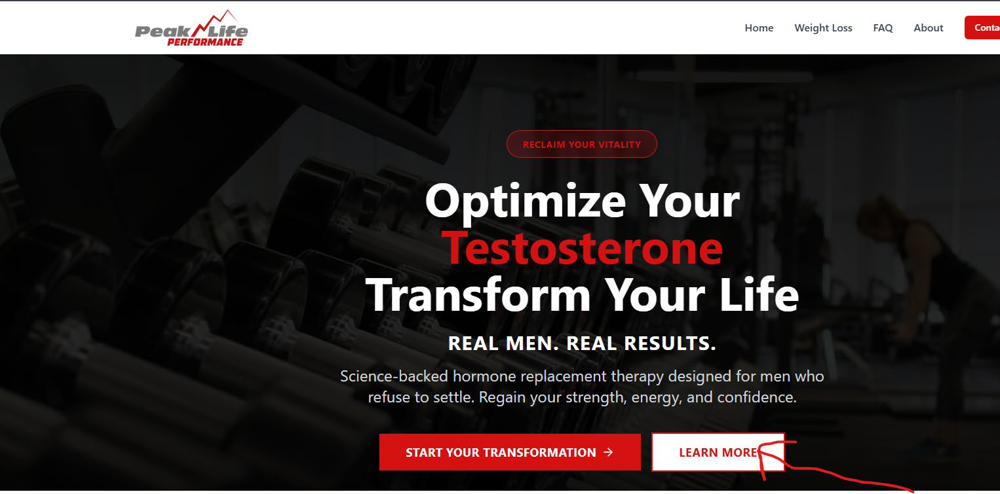 Peak Life
PERFORMANCE
Home Weight Loss FAQ About
RECLAIM YOUR VITALITY
Optimize Your
Testosterone
Transform Your Life
REAL MEN. REAL RESULTS.
Science-backed hormone replacement therapy designed for men who
refuse to settle. Regain your strength, energy, and confidence.
START YOUR TRANSFORMATION → LEARN MORE